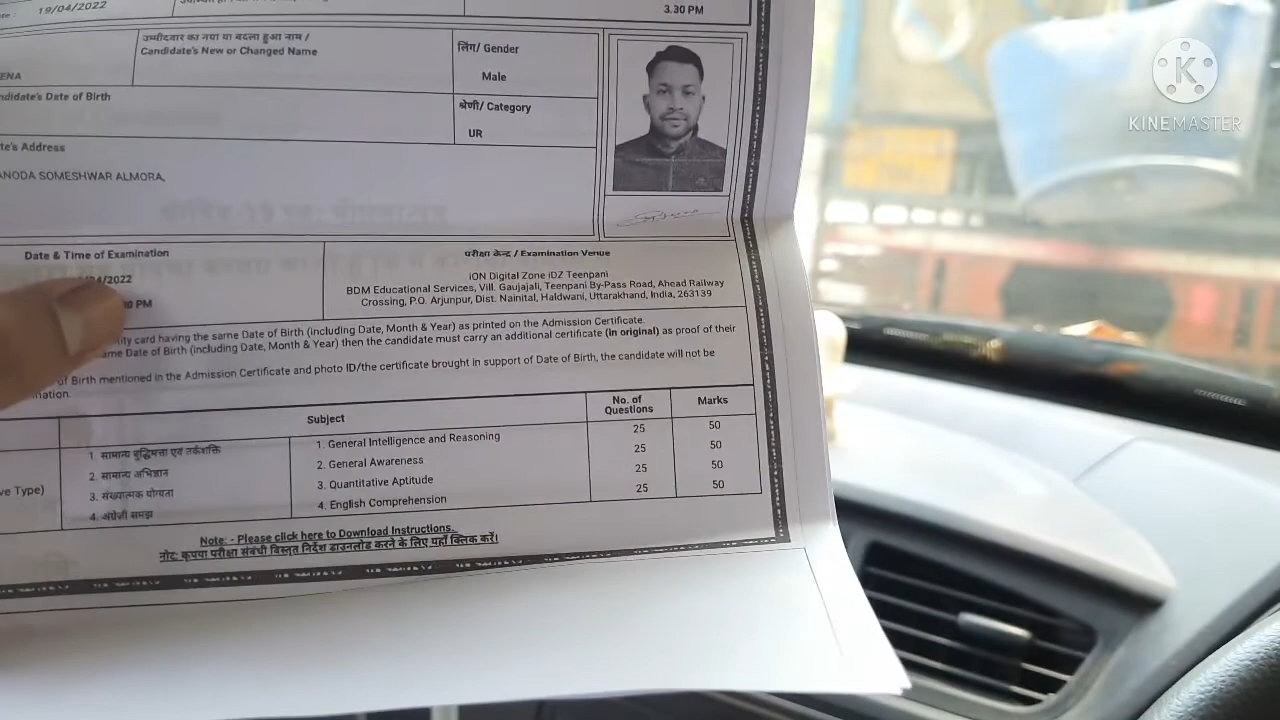 19/04/2022
3.30 PM
उम्मीदवार का नया या बदला हुआ नाम /
Candidate's New or Changed Name
लिंग/ Gender
Male
ENA
Date of Birth
श्रेणी/ Category
UR
Address
SOMESHWAR ALMORA,
Date & Time of Examination
/2022
PM
परीक्षा केन्द्र / Examination Venue
iON Digital Zone iDZ Teenpani
BDM Educational Services, Vill. Gaujajali, Teenpani By-Pass Road, Ahead Railway
Crossing, P.O. Arjunpur, Dist. Nainital, Haldwani, Uttarakhand, India, 263139
card having the same Date of Birth (including Date, Month & Year) as printed on the Admission Certificate.
Date of Birth (including Date, Month & Year) then the candidate must carry an additional certificate (in original) as proof of their
of Birth mentioned in the Admission Certificate and photo ID/the certificate brought in support of Date of Birth, the candidate will not be
Subject
No. of
Questions
Marks
1. सामान्य बुद्धिमत्ता एवं तर्कशक्ति
1. General Intelligence and Reasoning
25
50
2. सामान्य अभिज्ञान
2. General Awareness
25
50
Type)
3. संख्यात्मक योग्यता
3. Quantitative Aptitude
25
50
4. अंग्रेजी समझ
4. English Comprehension
25
50
Note: - Please click here to Download Instructions.
नोट: कृपया परीक्षा संबंधी विस्तृत निर्देश डाउनलोड करने के लिए यहाँ क्लिक करें।
K
KINEMASTER